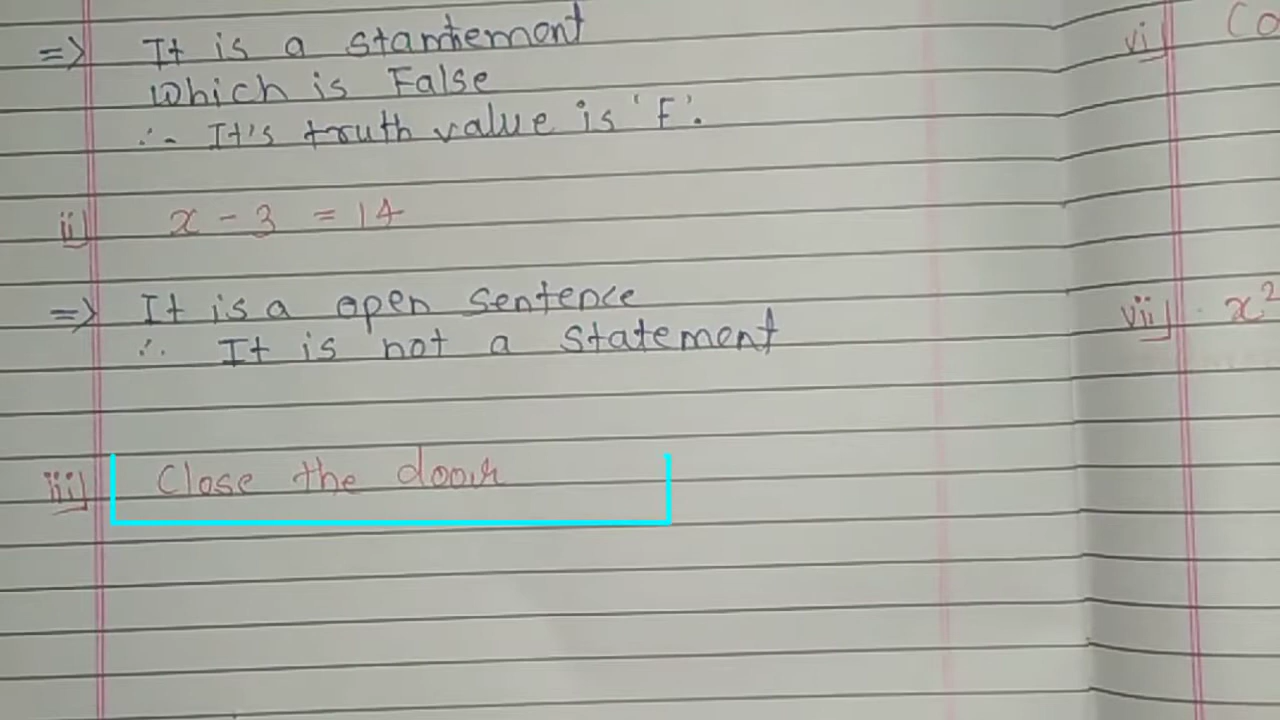 => It is a stamtement
which is False
∴ It's truth value is 'F'.
ii) x - 3 = 14
=> It is a open sentence
∴ It is not a statement
iii) Close the door
vi)
vii) x²